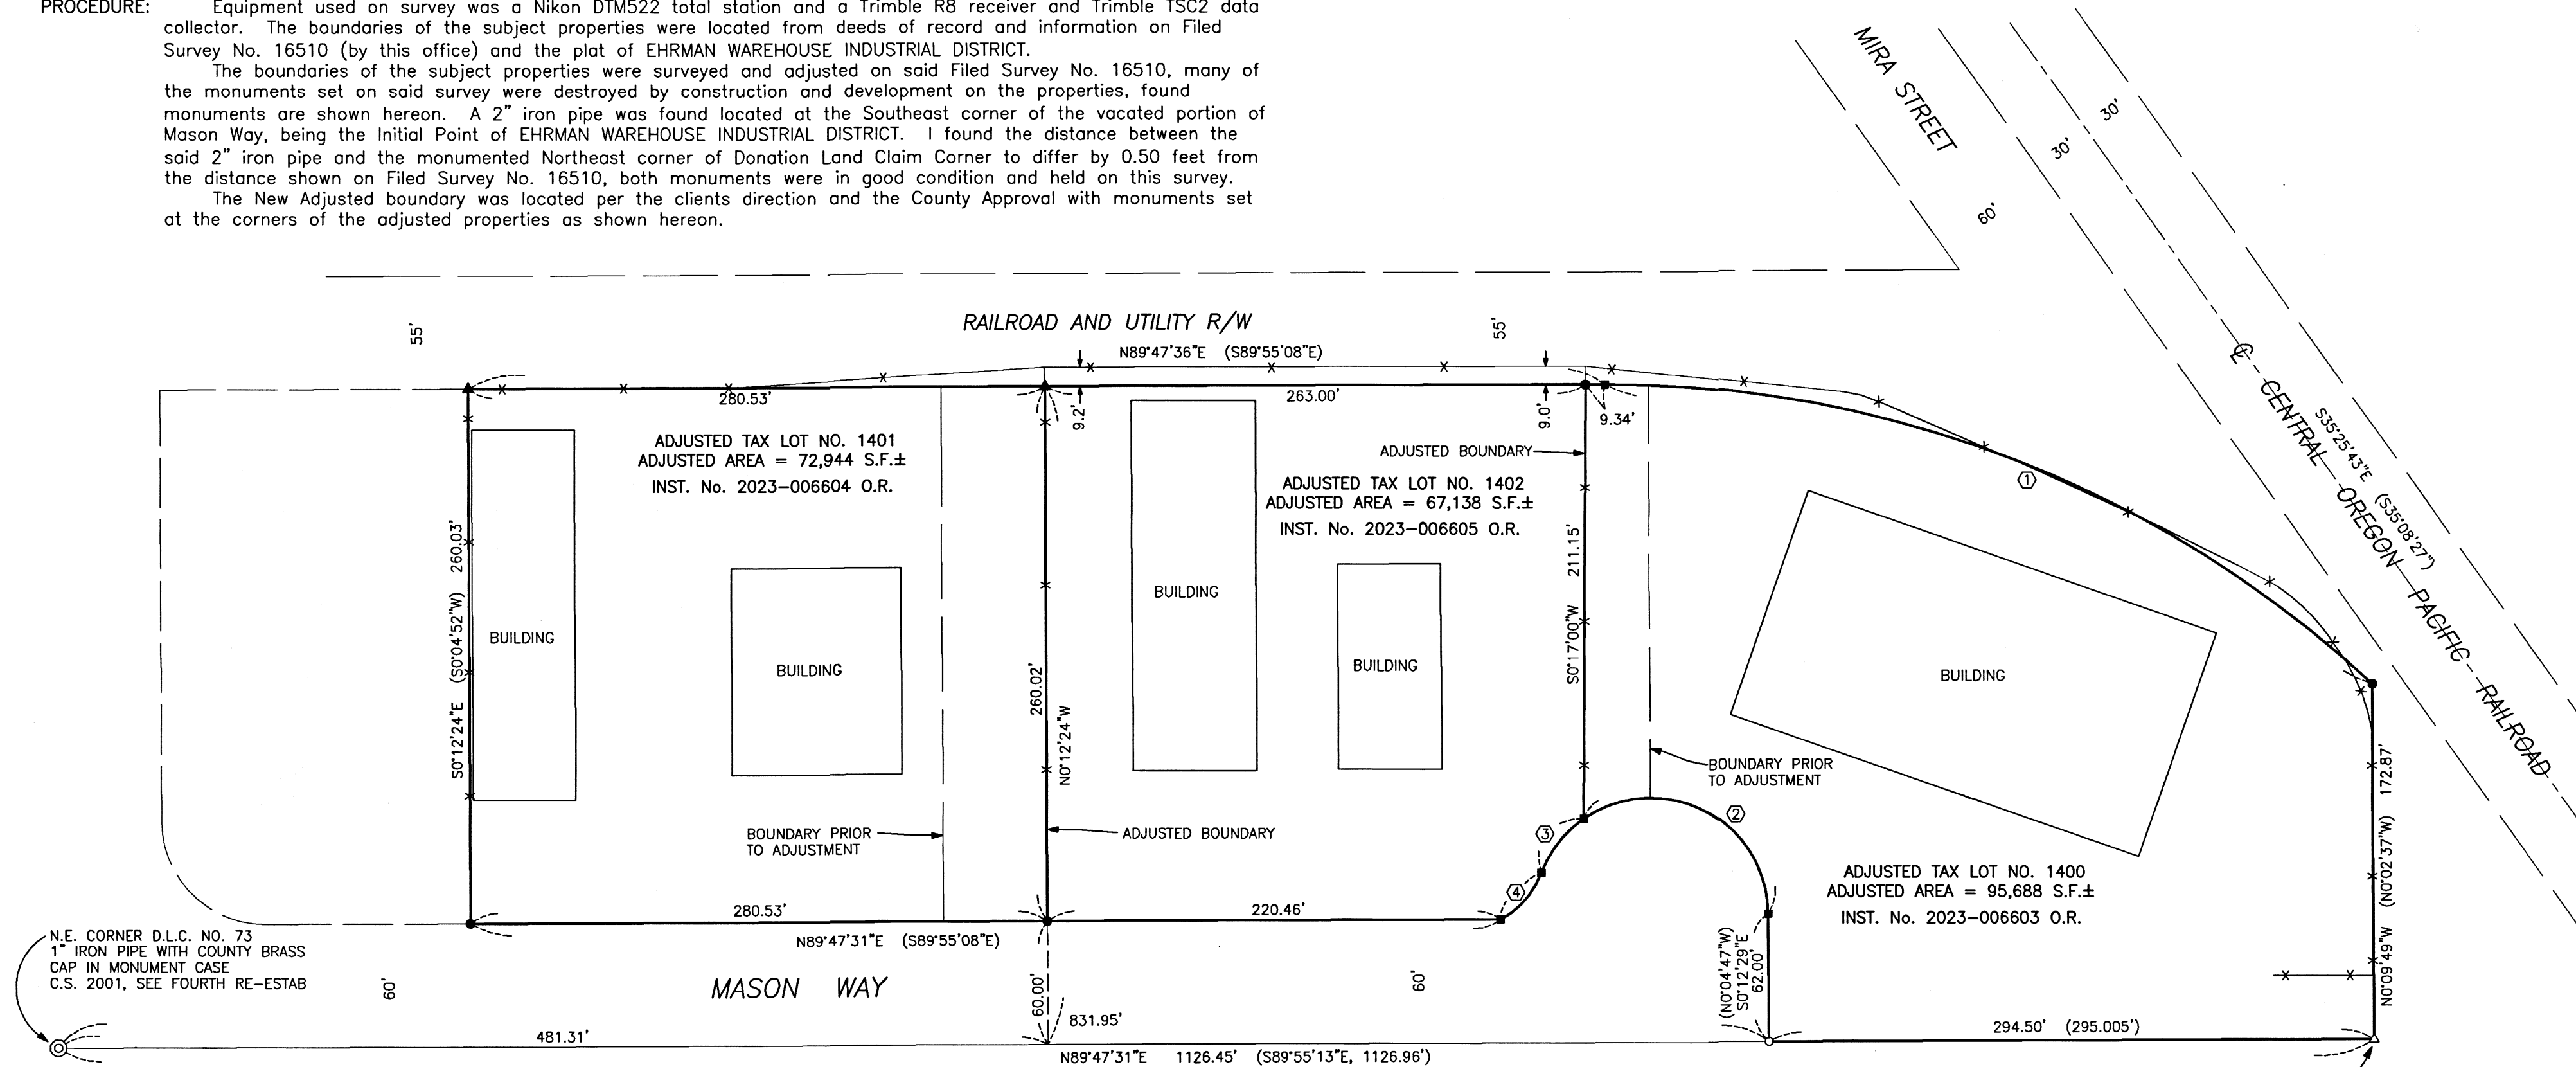 PROCEDURE: Equipment used on survey was a Nikon DTM522 total station and a Trimble R8 receiver and Trimble TSC2 data
collector. The boundaries of the subject properties were located from deeds of record and information on Filed
Survey No. 16510 (by this office) and the plat of EHRMAN WAREHOUSE INDUSTRIAL DISTRICT.
The boundaries of the subject properties were surveyed and adjusted on said Filed Survey No. 16510, many of
the monuments set on said survey were destroyed by construction and development on the properties, found
monuments are shown hereon. A 2" iron pipe was found located at the Southeast corner of the vacated portion of
Mason Way, being the Initial Point of EHRMAN WAREHOUSE INDUSTRIAL DISTRICT. I found the distance between the
said 2" iron pipe and the monumented Northeast corner of Donation Land Claim Corner to differ by 0.50 feet from
the distance shown on Filed Survey No. 16510, both monuments were in good condition and held on this survey.
The New Adjusted boundary was located per the clients direction and the County Approval with monuments set
at the corners of the adjusted properties as shown hereon.
MIRA STREET
30'
30'
60'
55'
RAILROAD AND UTILITY R/W
55'
N89°47'36"E (S89°55'08"E)
280.53'
9.2'
263.00'
9.0'
9.34'
℄ CENTRAL OREGON PACIFIC RAILROAD
S35°25'43"E (S35°08'27")
ADJUSTED TAX LOT NO. 1401
ADJUSTED AREA = 72,944 S.F.±
INST. No. 2023-006604 O.R.
ADJUSTED BOUNDARY
ADJUSTED TAX LOT NO. 1402
ADJUSTED AREA = 67,138 S.F.±
INST. No. 2023-006605 O.R.
1
S0°12'24"E (S0°04'52"W) 260.03'
BUILDING
BUILDING
260.02'
N0°12'24"W
BUILDING
BUILDING
S0°17'00"W 211.15'
BUILDING
BOUNDARY PRIOR
TO ADJUSTMENT
BOUNDARY PRIOR
TO ADJUSTMENT
ADJUSTED BOUNDARY
3
2
4
ADJUSTED TAX LOT NO. 1400
ADJUSTED AREA = 95,688 S.F.±
INST. No. 2023-006603 O.R.
N0°09'49"W (N0°02'37"W) 172.87'
280.53'
220.46'
N89°47'31"E (S89°55'08"E)
N.E. CORNER D.L.C. NO. 73
1" IRON PIPE WITH COUNTY BRASS
CAP IN MONUMENT CASE
C.S. 2001, SEE FOURTH RE-ESTAB
60'
MASON WAY
60.00'
60'
(N0°04'47"W)
S0°12'29"E
62.00'
481.31'
831.95'
294.50' (295.005')
N89°47'31"E 1126.45' (S89°55'13"E, 1126.96')